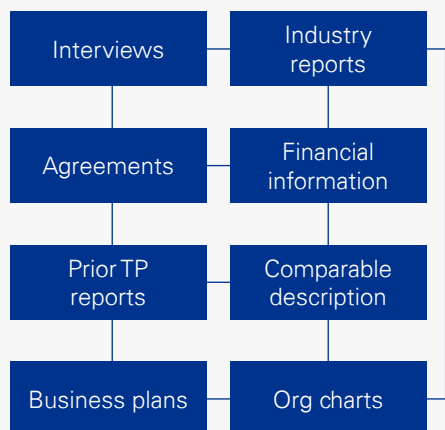 Interviews
Industry
reports
Agreements
Financial
information
Prior TP
reports
Comparable
description
Business plans
Org charts